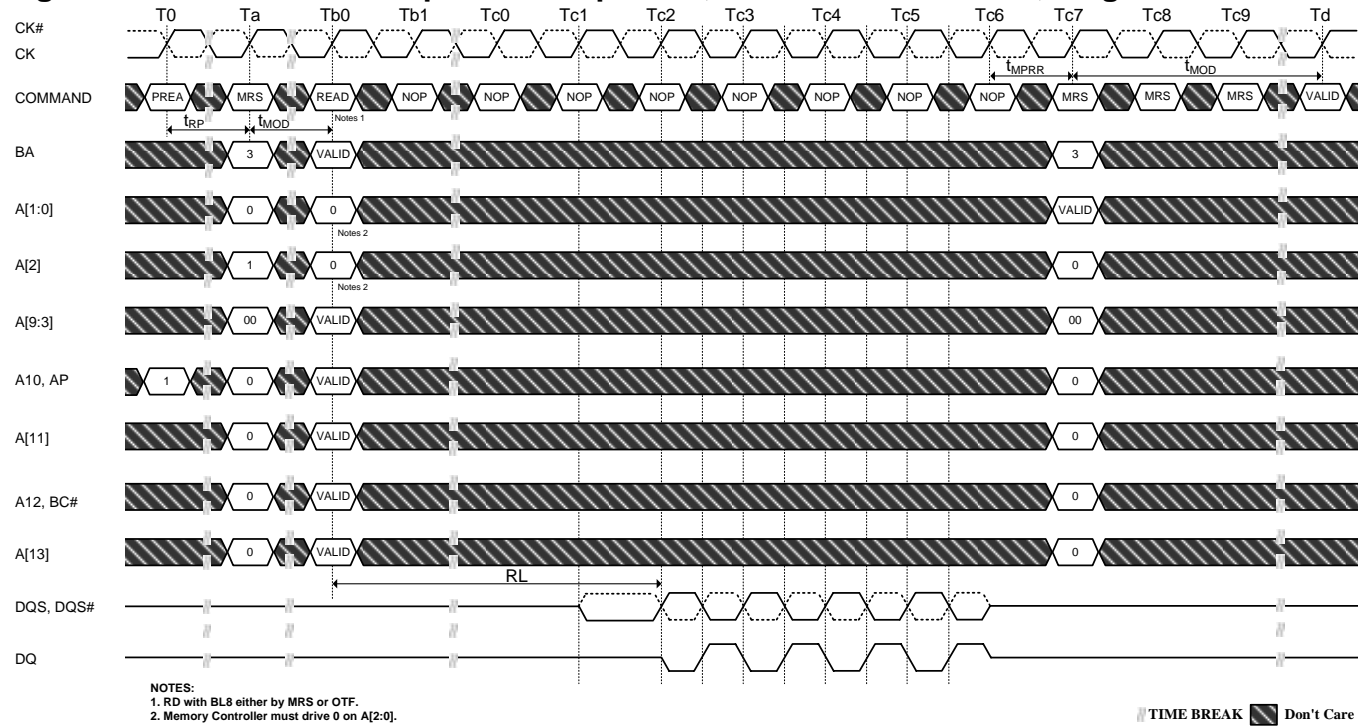 T0 Ta Tb0 Tb1 Tc0 Tc1 Tc2 Tc3 Tc4 Tc5 Tc6 Tc7 Tc8 Tc9 Td
CK#
CK
tMPRR tMOD
COMMAND PREA MRS READ NOP NOP NOP NOP NOP NOP NOP NOP MRS MRS MRS VALID
Notes 1
tRP tMOD
BA 3 VALID 3
A[1:0] 0 0 VALID
Notes 2
A[2] 1 0 0
Notes 2
A[9:3] 00 VALID 00
A10, AP 1 0 VALID 0
A[11] 0 VALID 0
A12, BC# 0 VALID 0
A[13] 0 VALID 0
RL
DQS, DQS#
DQ
NOTES:
1. RD with BL8 either by MRS or OTF.
2. Memory Controller must drive 0 on A[2:0].
TIME BREAK Don't Care